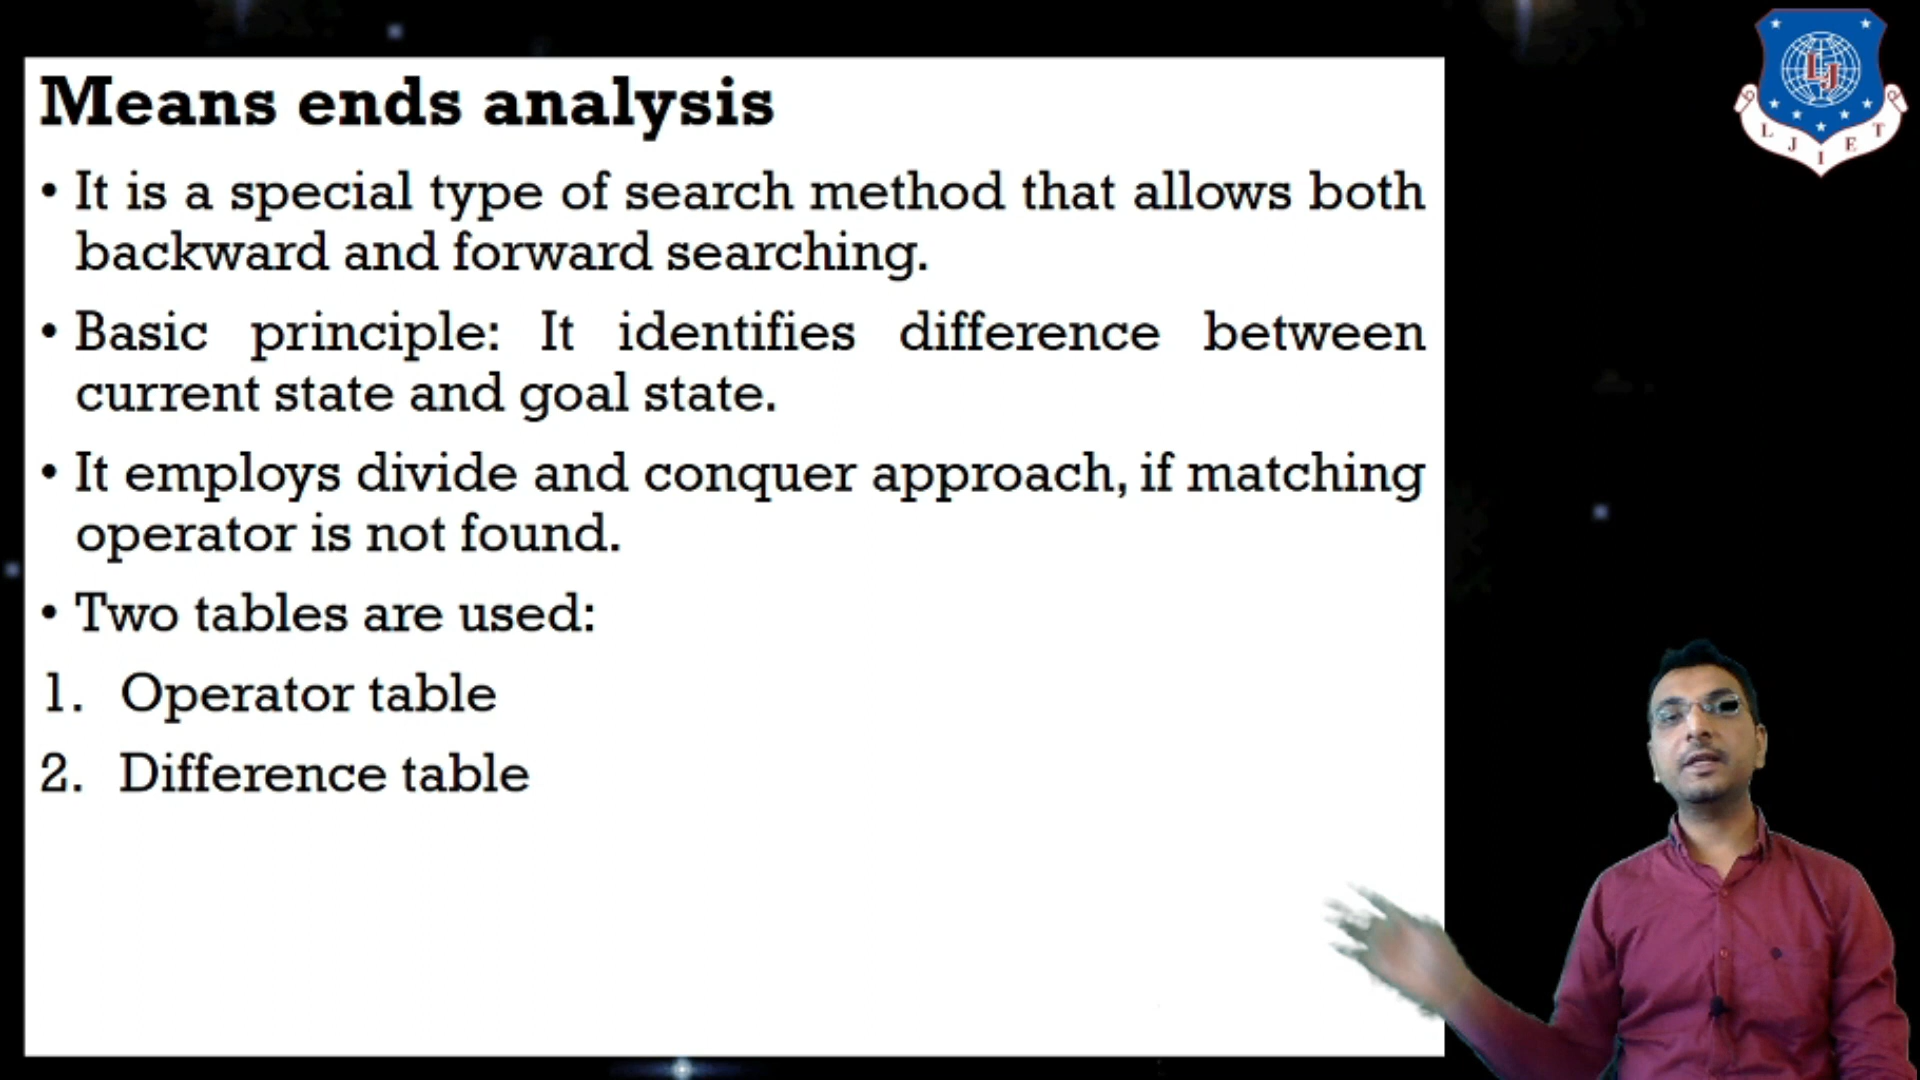 Means ends analysis
• It is a special type of search method that allows both
backward and forward searching.
• Basic principle: It identifies difference between
current state and goal state.
• It employs divide and conquer approach, if matching
operator is not found.
• Two tables are used:
1. Operator table
2. Difference table
LJ
L J I E T